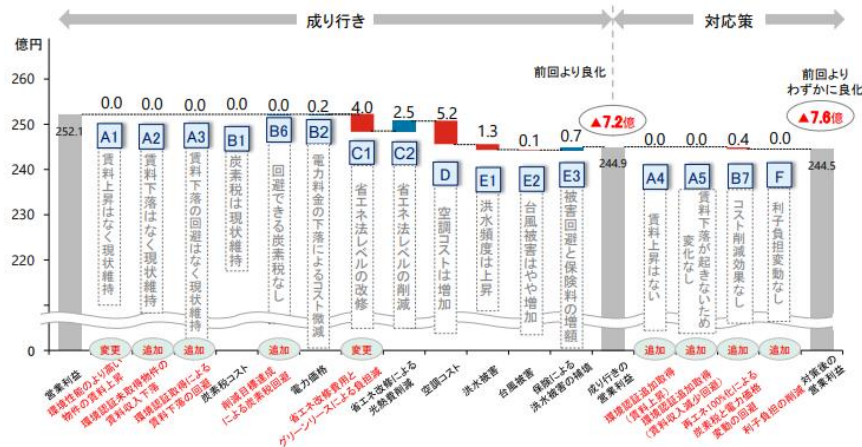 成り行き
対応策
億円
前回より良化
前回より
わずかに良化
260
250
240
230
220
210
0
252.1
0.0
0.0
0.0
0.0
0.0
0.2
4.0
2.5
5.2
1.3
0.1
0.7
▲7.2億
244.9
0.0
0.0
0.4
0.0
▲7.6億
244.5
A1
A2
A3
B1
B6
B2
C1
C2
D
E1
E2
E3
A4
A5
B7
F
賃料上昇はなく現状維持
賃料下落はなく現状維持
賃料下落の回避はなく現状維持
炭素税は現状維持
回避できる炭素税なし
電力料金の下落によるコスト微減
省エネ法レベルの改修
省エネ法レベルの削減
空調コストは増加
洪水頻度は上昇
台風被害はやや増加
被害回避と保険料の増額
賃料上昇はない
賃料下落が起きないため
変化なし
コスト削減効果なし
利子負担変動なし
変更
追加
追加
追加
変更
追加
追加
追加
追加
営業利益
環境性能のより高い
物件の賃料上昇
環境認証未取得物件の
賃料収入下落
環境認証取得による
賃料下落の回避
炭素税コスト
削減目標達成
による炭素税回避
電力価格
省エネ改修費用と
グリーンリースによる負担減
省エネ改修による
光熱費削減
空調コスト
洪水被害
台風被害
保険による
洪水被害の補填
成り行きの
営業利益
環境認証追加取得
（賃料上昇）
環境認証追加取得
（賃料収入減少回避）
再エネ100%化による
炭素税と電力価格
変動の回避
利子負担の削減
対策後の
営業利益